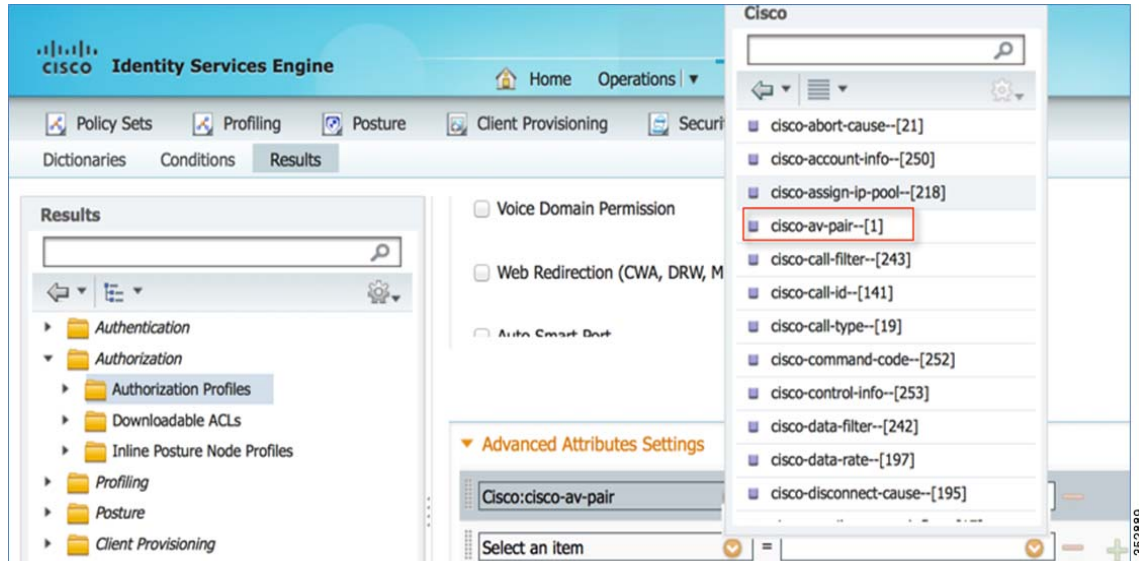 CISCO Identity Services Engine
Home Operations
Policy Sets Profiling Posture Client Provisioning Securi
Dictionaries Conditions Results
Results
Authentication
Authorization
Authorization Profiles
Downloadable ACLs
Inline Posture Node Profiles
Profiling
Posture
Client Provisioning
Voice Domain Permission
Web Redirection (CWA, DRW, M
Auto Smart Port
Advanced Attributes Settings
Cisco:cisco-av-pair
Select an item =
Cisco
cisco-abort-cause--[21]
cisco-account-info--[250]
cisco-assign-ip-pool--[218]
cisco-av-pair--[1]
cisco-call-filter--[243]
cisco-call-id--[141]
cisco-call-type--[19]
cisco-command-code--[252]
cisco-control-info--[253]
cisco-data-filter--[242]
cisco-data-rate--[197]
cisco-disconnect-cause--[195]